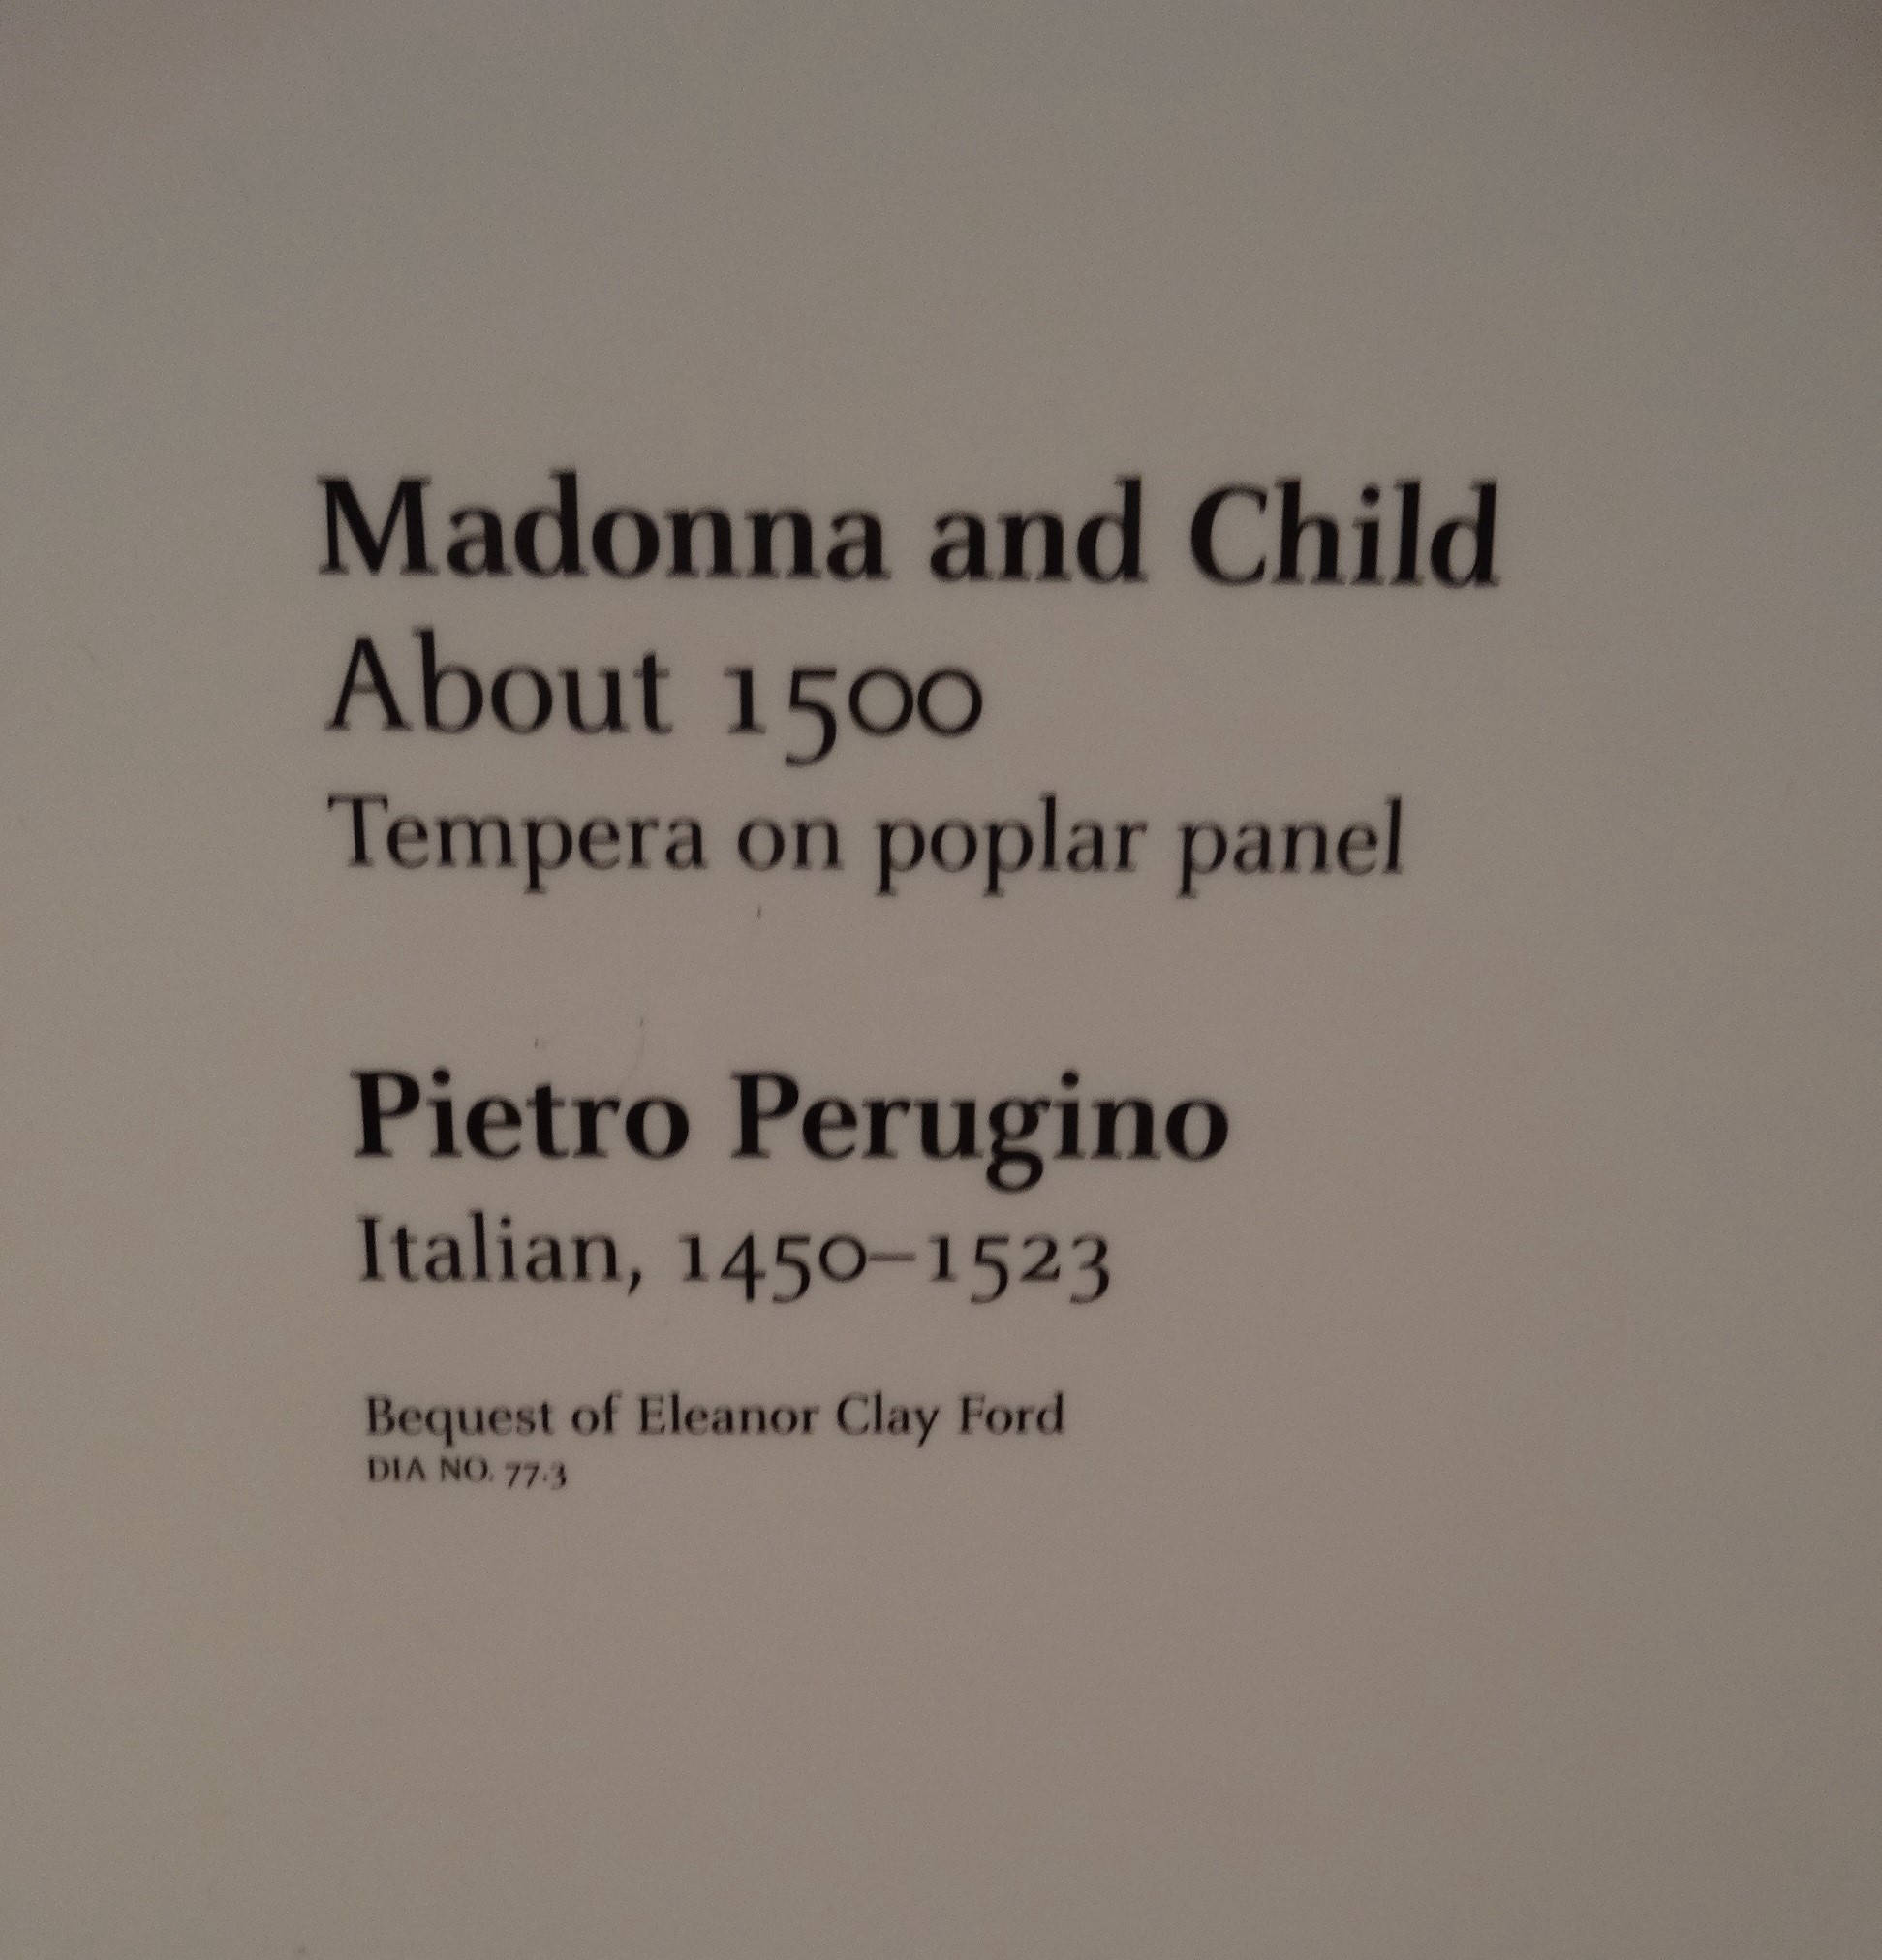 Madonna and Child
About 1500
Tempera on poplar panel
Pietro Perugino
Italian, 1450–1523
Bequest of Eleanor Clay Ford
DIA NO. 77.3